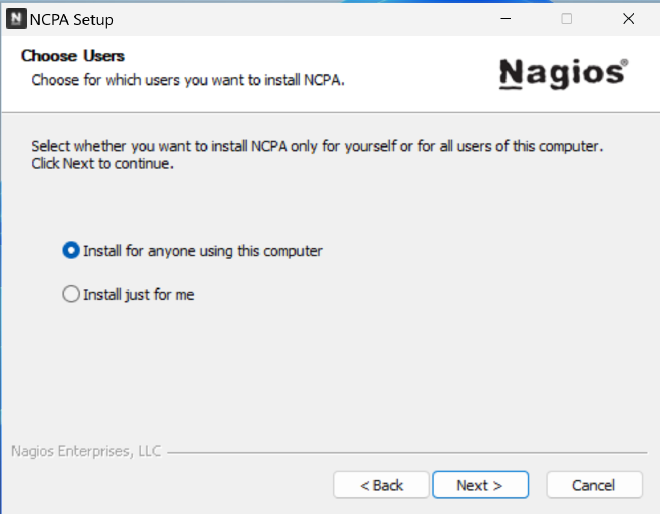 N NCPA Setup
Choose Users
Choose for which users you want to install NCPA.
Nagios®
Select whether you want to install NCPA only for yourself or for all users of this computer.
Click Next to continue.
Install for anyone using this computer
Install just for me
Nagios Enterprises, LLC
< Back
Next >
Cancel